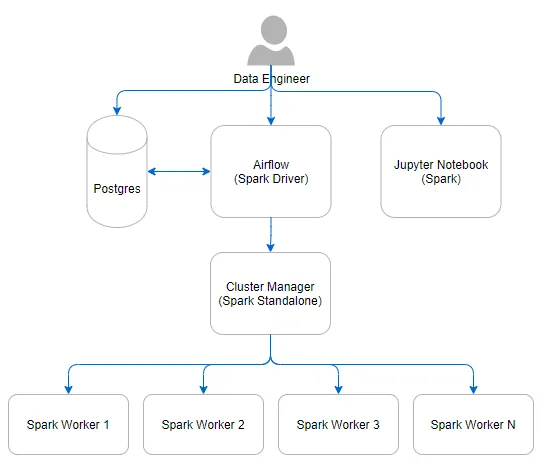 Data Engineer
Postgres
Airflow
(Spark Driver)
Jupyter Notebook
(Spark)
Cluster Manager
(Spark Standalone)
Spark Worker 1
Spark Worker 2
Spark Worker 3
Spark Worker N